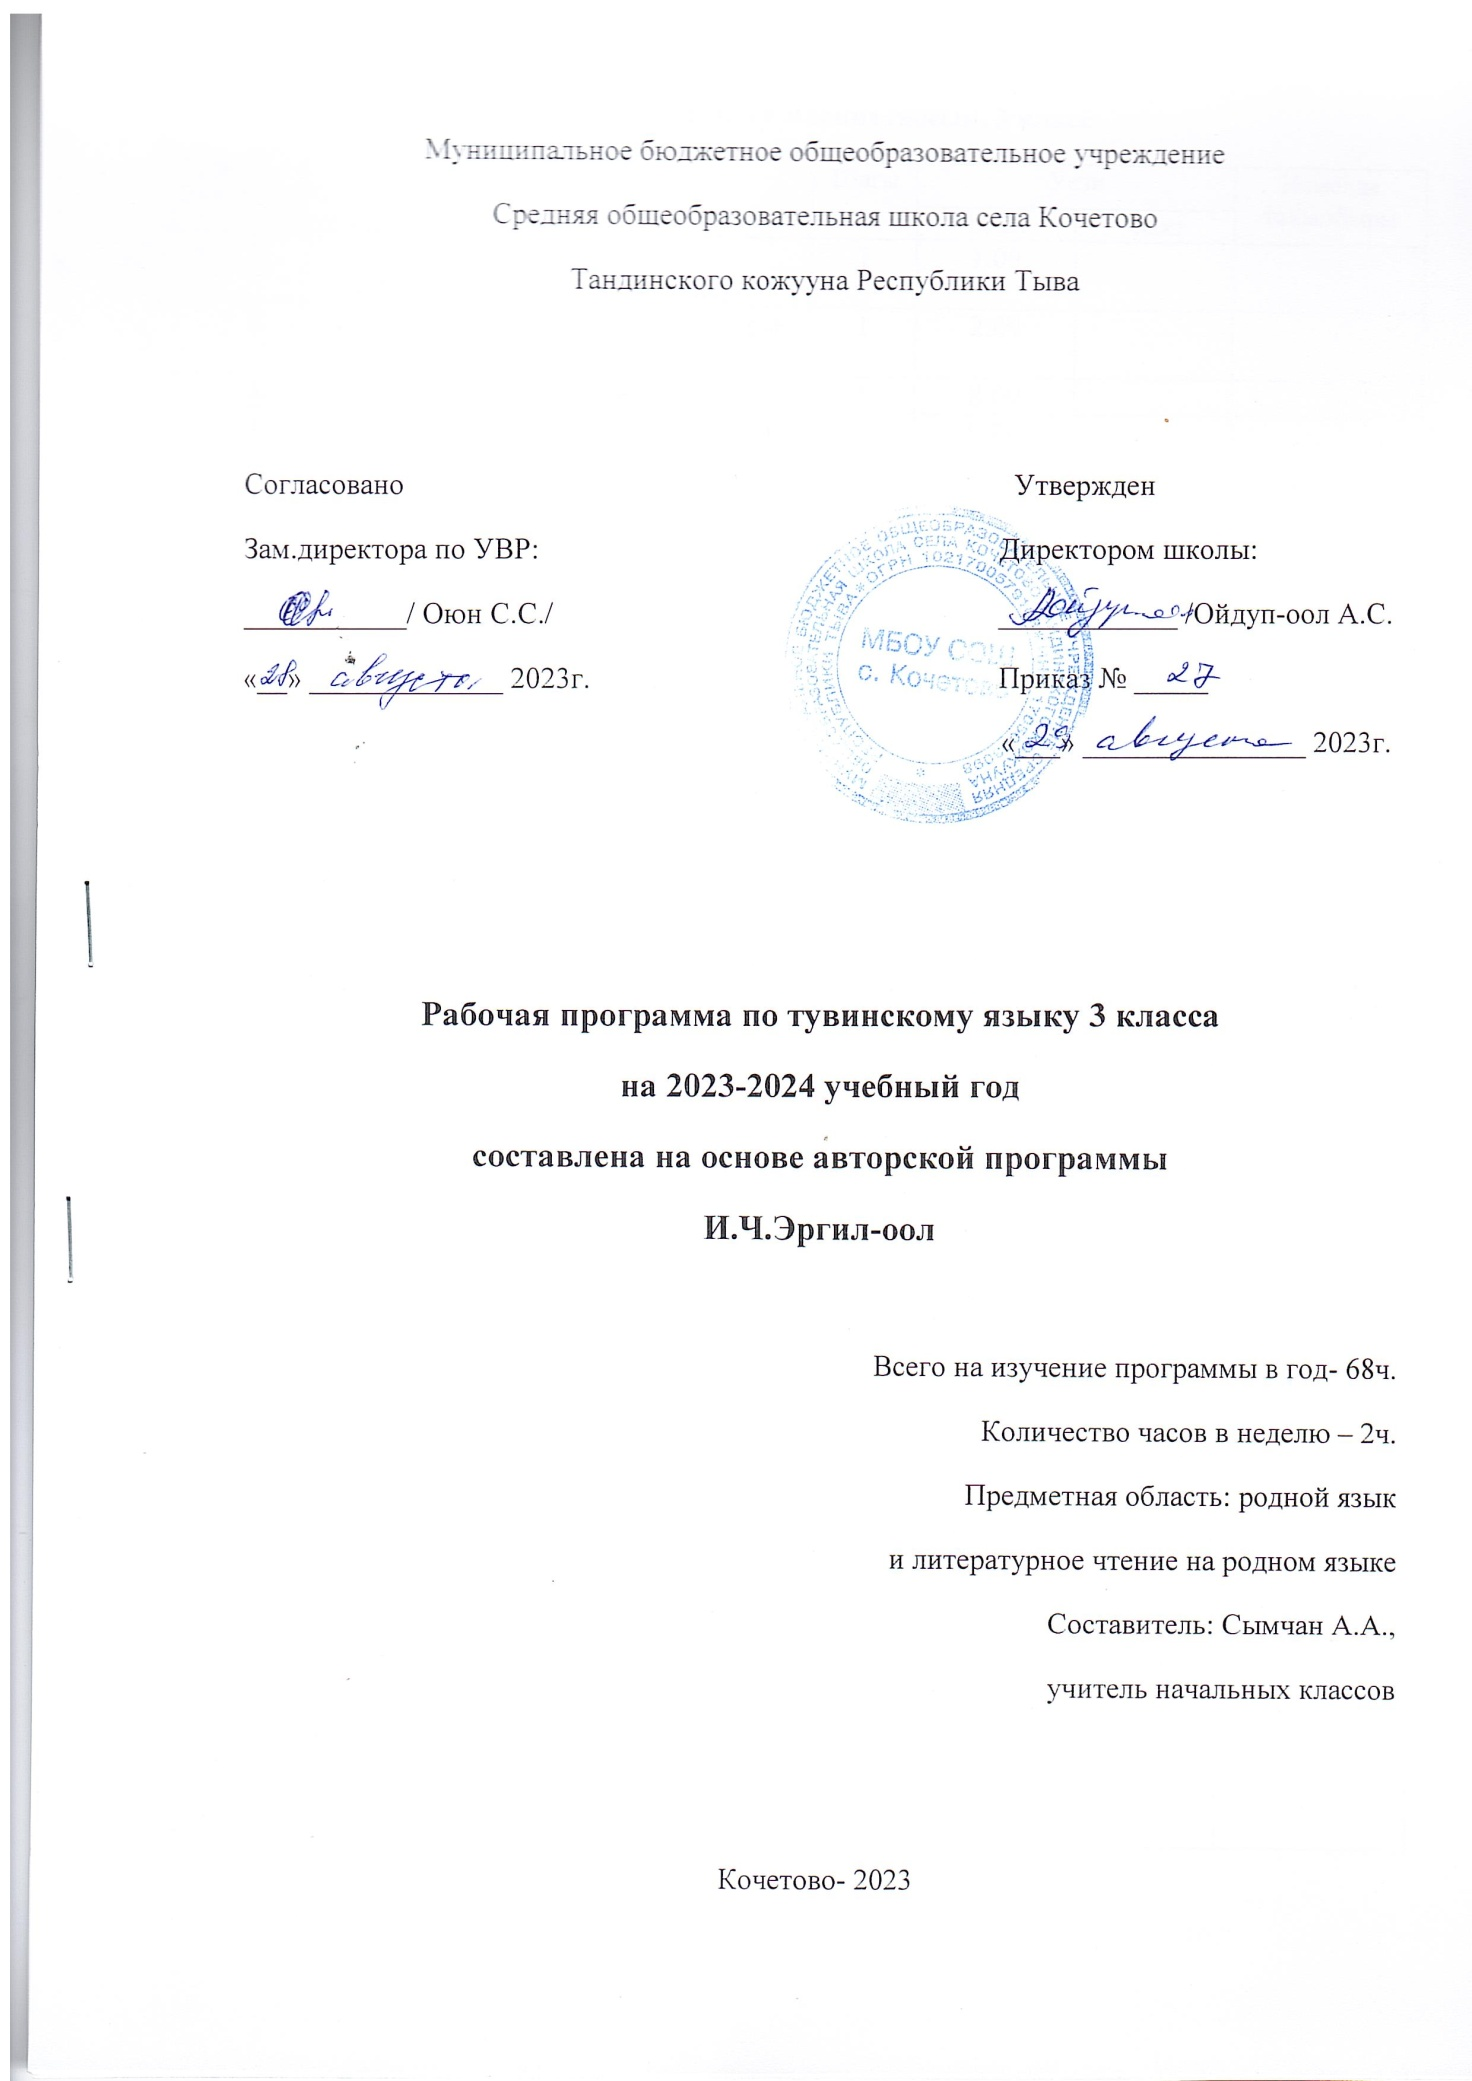 Муниципальное бюджетное общеобразовательное учреждение
Средняя общеобразовательная школа села Кочетово
Тандинского кожууна Республики Тыва
Согласовано
Зам.директора по УВР:
/ Оюн С.С./
«28» августа 2023г.
Утвержден
Директором школы:
/Ойдуп-оол А.С.
Приказ № 27
«29» августа 2023г.
МБОУ СОШ
с. Кочетово
Рабочая программа по тувинскому языку 3 класса
на 2023-2024 учебный год
составлена на основе авторской программы
И.Ч.Эргил-оол
Всего на изучение программы в год- 68ч.
Количество часов в неделю – 2ч.
Предметная область: родной язык
и литературное чтение на родном языке
Составитель: Сымчан А.А.,
учитель начальных классов
Кочетово- 2023